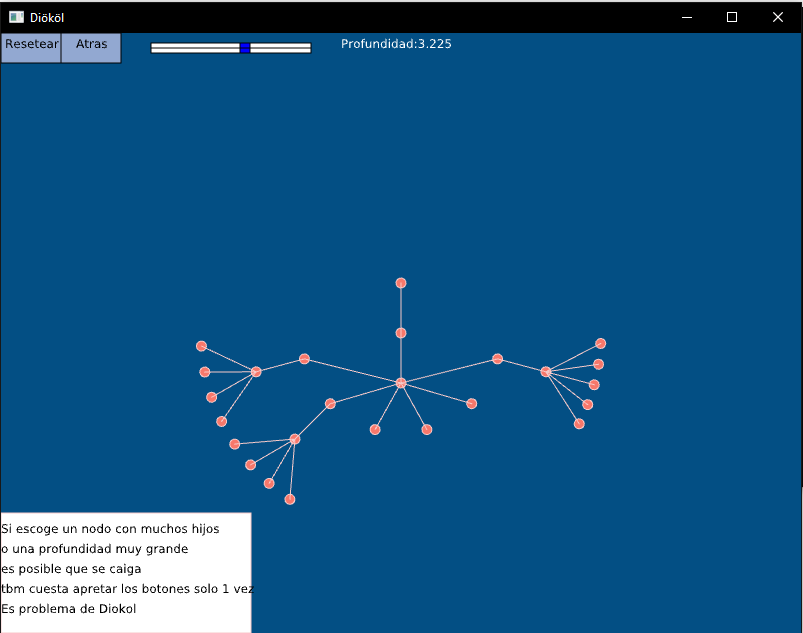 Diököl
Resetear Atras Profundidad:3.225
Si escoge un nodo con muchos hijos
o una profundidad muy grande
es posible que se caiga
tbm cuesta apretar los botones solo 1 vez
Es problema de Diokol